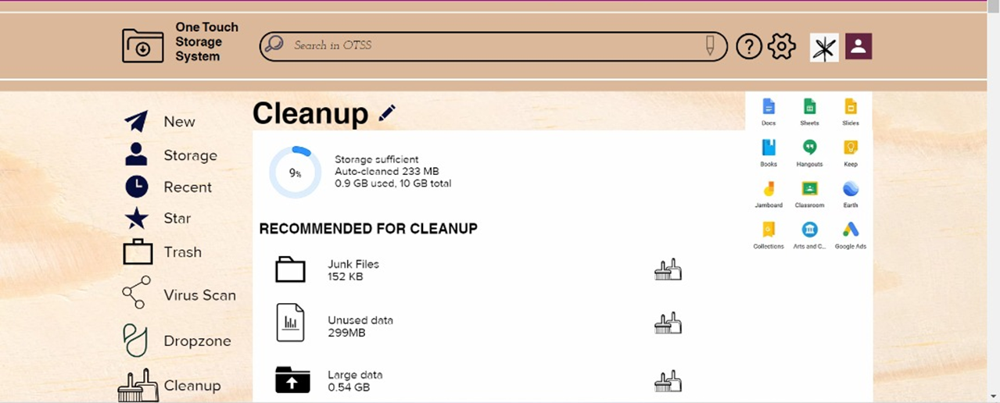 One Touch
Storage
System
Search in OTSS
?
New
Storage
Recent
Star
Trash
Virus Scan
Dropzone
Cleanup
Cleanup
9%
Storage sufficient
Auto-cleaned 233 MB
0.9 GB used, 10 GB total
RECOMMENDED FOR CLEANUP
Junk Files
152 KB
Unused data
299MB
Large data
0.54 GB
Docs Sheets Slides
Books Hangouts Keep
Jamboard Classroom Earth
Collections Arts and C... Google Ads